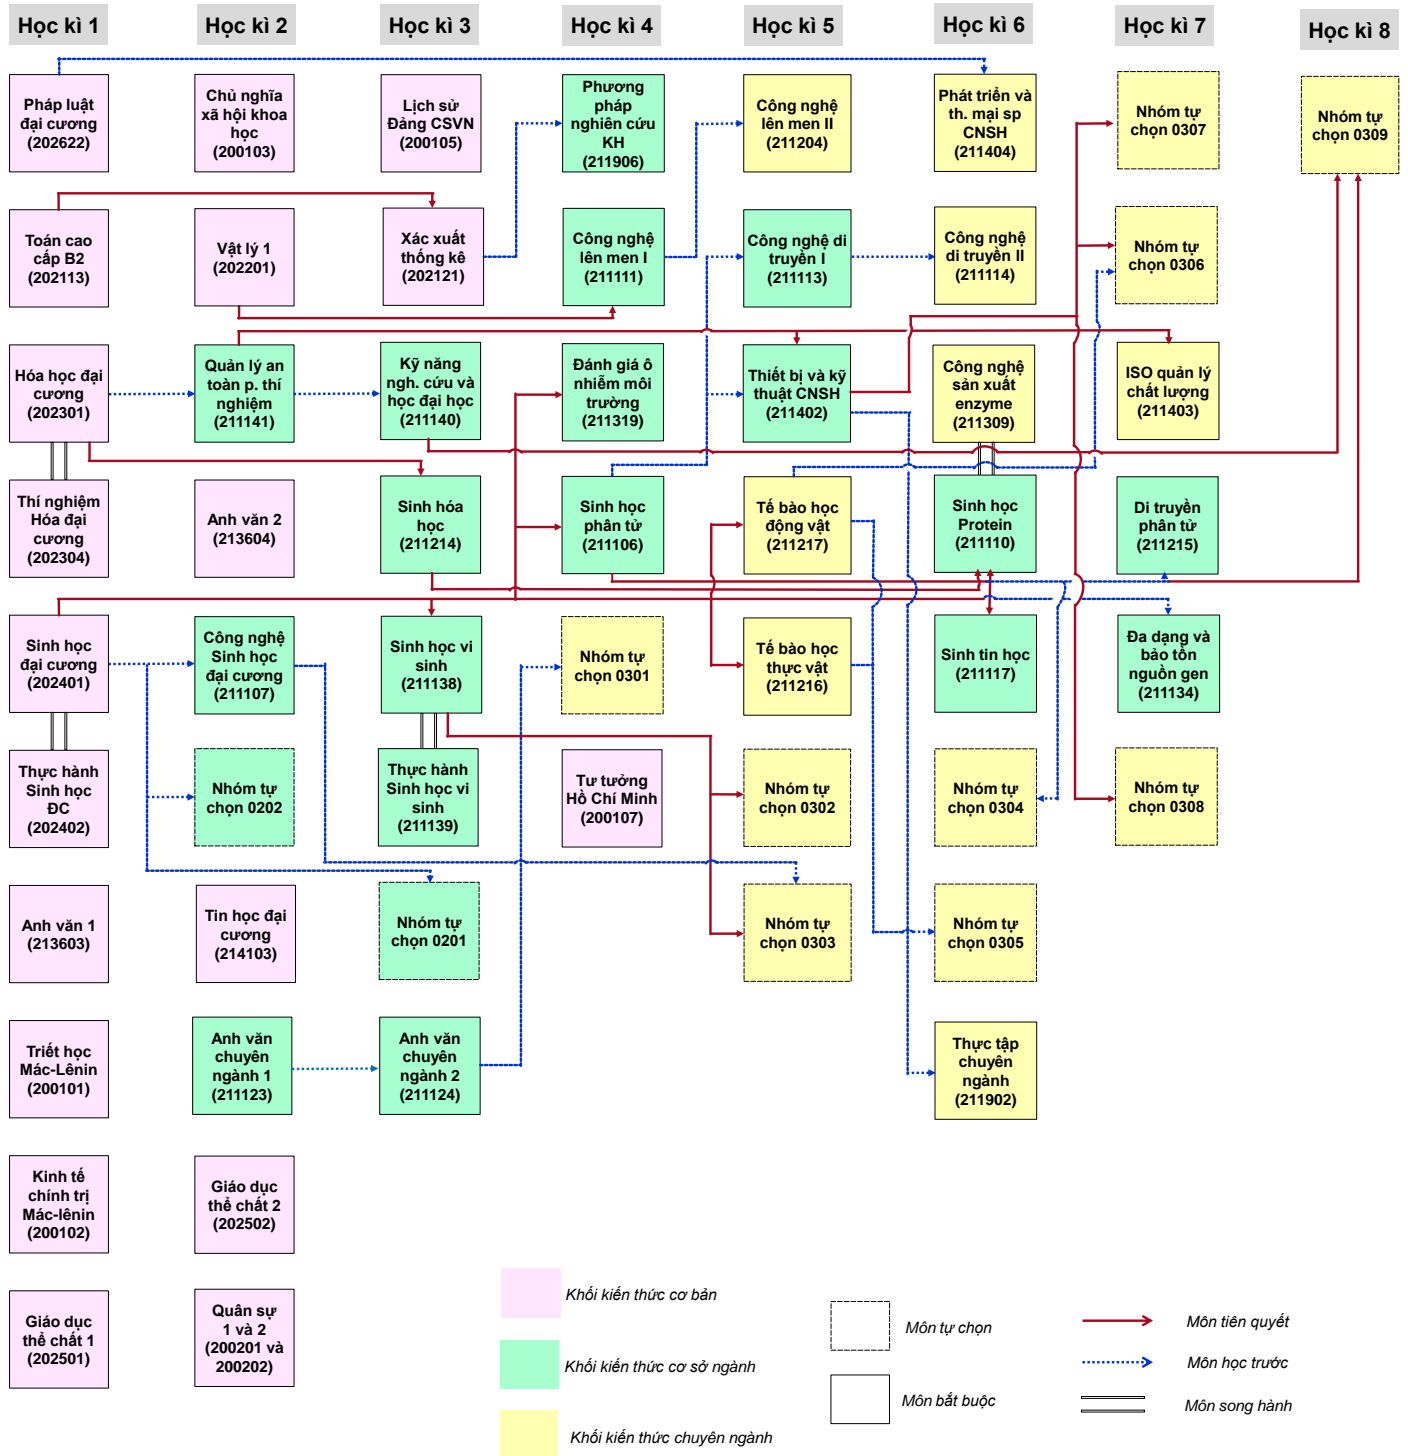 Học kì 1
Học kì 2
Học kì 3
Học kì 4
Học kì 5
Học kì 6
Học kì 7
Học kì 8
Pháp luật
đại cương
(202622)
Chủ nghĩa
xã hội khoa
học
(200103)
Lịch sử
Đảng CSVN
(200105)
Phương
pháp
nghiên cứu
KH
(211906)
Công nghệ
lên men II
(211204)
Phát triển và
th. mại sp
CNSH
(211404)
Nhóm tự
chọn 0307
Nhóm tự
chọn 0309
Toán cao
cấp B2
(202113)
Vật lý 1
(202201)
Xác xuất
thống kê
(202121)
Công nghệ
lên men I
(211111)
Công nghệ di
truyền I
(211113)
Công nghệ
di truyền II
(211114)
Nhóm tự
chọn 0306
Hóa học đại
cương
(202301)
Quản lý an
toàn p. thí
nghiệm
(211141)
Kỹ năng
ngh. cứu và
học đại học
(211140)
Đánh giá ô
nhiễm môi
trường
(211319)
Thiết bị và kỹ
thuật CNSH
(211402)
Công nghệ
sản xuất
enzyme
(211309)
ISO quản lý
chất lượng
(211403)
Thí nghiệm
Hóa đại
cương
(202304)
Anh văn 2
(213604)
Sinh hóa
học
(211214)
Sinh học
phân tử
(211106)
Tế bào học
động vật
(211217)
Sinh học
Protein
(211110)
Di truyền
phân tử
(211215)
Sinh học
đại cương
(202401)
Công nghệ
Sinh học
đại cương
(211107)
Sinh học vi
sinh
(211138)
Nhóm tự
chọn 0301
Tế bào học
thực vật
(211216)
Sinh tin học
(211117)
Đa dạng và
bảo tồn
nguồn gen
(211134)
Thực hành
Sinh học
ĐC
(202402)
Nhóm tự
chọn 0202
Thực hành
Sinh học vi
sinh
(211139)
Tư tưởng
Hồ Chí Minh
(200107)
Nhóm tự
chọn 0302
Nhóm tự
chọn 0304
Nhóm tự
chọn 0308
Anh văn 1
(213603)
Tin học đại
cương
(214103)
Nhóm tự
chọn 0201
Nhóm tự
chọn 0303
Nhóm tự
chọn 0305
Triết học
Mác-Lênin
(200101)
Anh văn
chuyên
ngành 1
(211123)
Anh văn
chuyên
ngành 2
(211124)
Thực tập
chuyên
ngành
(211902)
Kinh tế
chính trị
Mác-lênin
(200102)
Giáo dục
thể chất 2
(202502)
Giáo dục
thể chất 1
(202501)
Quân sự
1 và 2
(200201 và
200202)
Khối kiến thức cơ bản
Khối kiến thức cơ sở ngành
Khối kiến thức chuyên ngành
Môn tự chọn
Môn bắt buộc
Môn tiên quyết
Môn học trước
Môn song hành